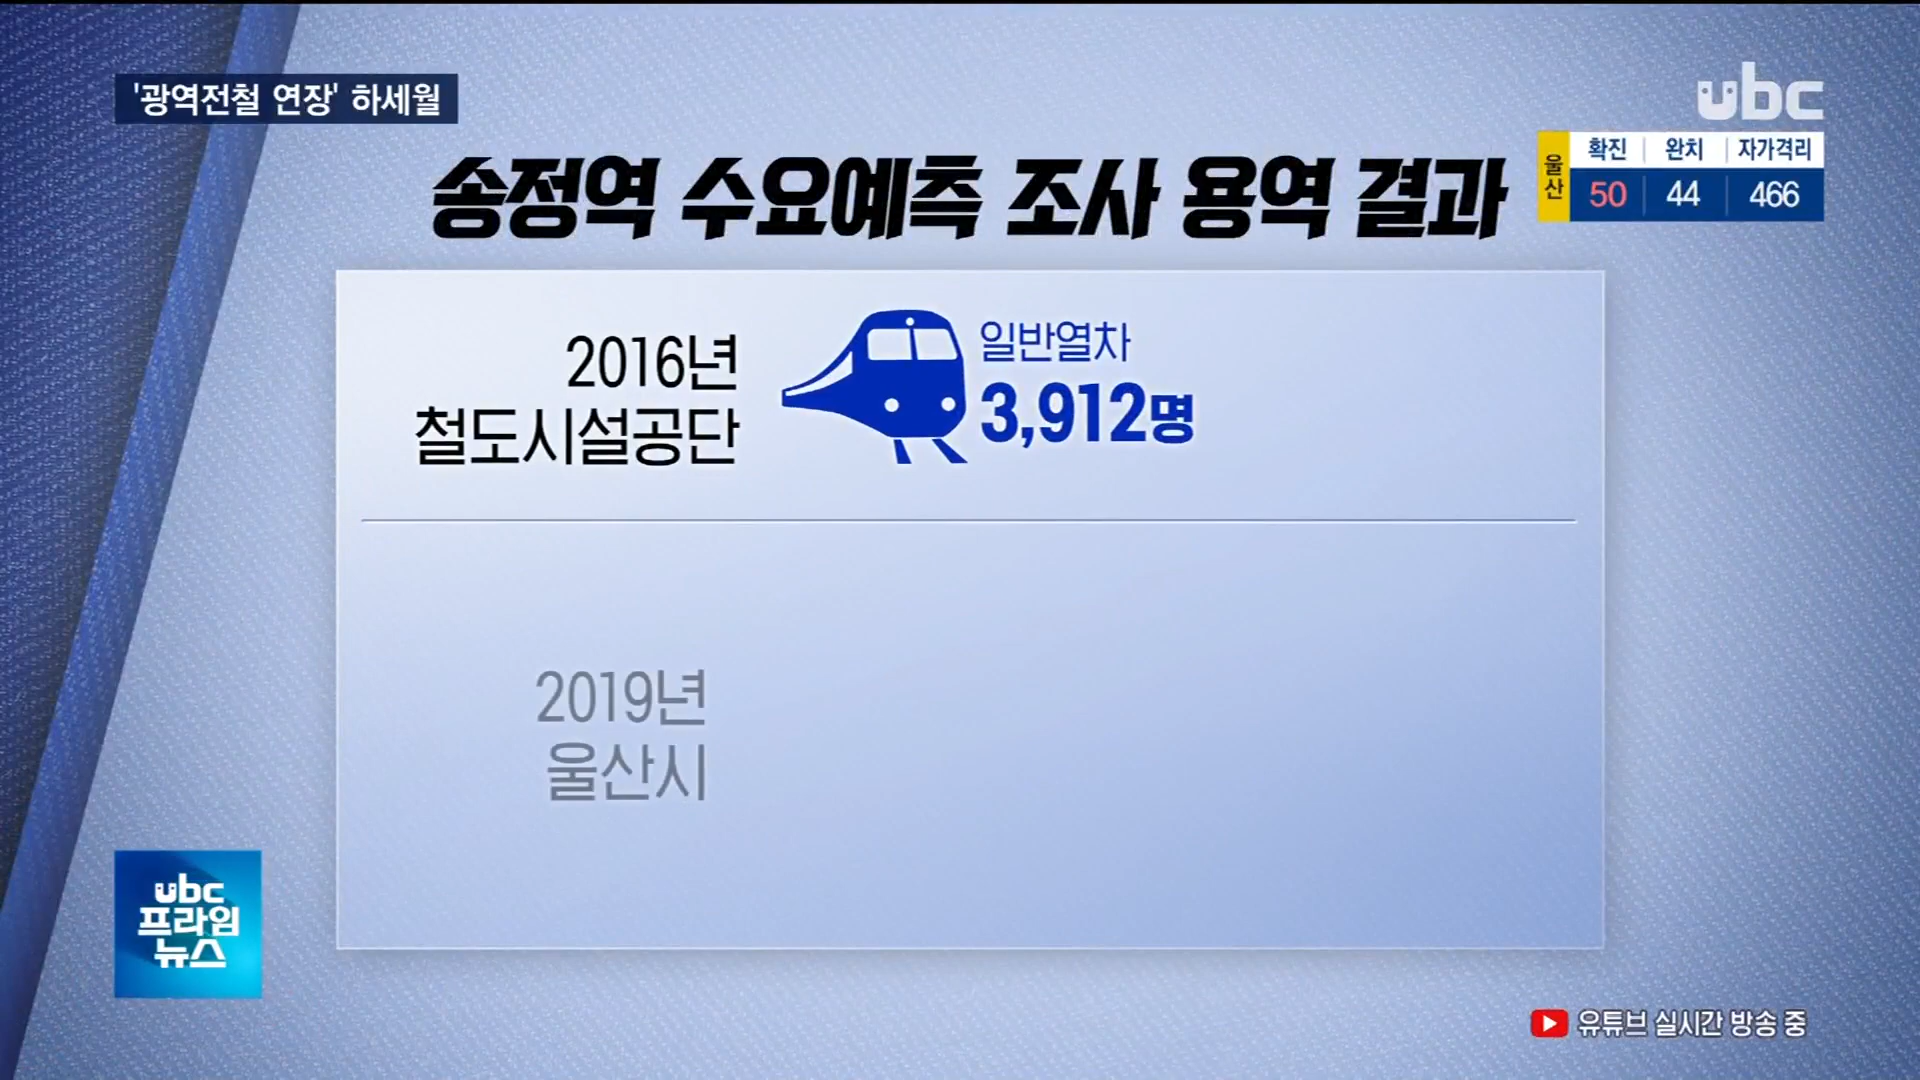 '광역전철 연장' 하세월
ubc
울산
확진 완치 자가격리
50 44 466
송정역 수요예측 조사 용역 결과
2016년
철도시설공단
일반열차
3,912명
2019년
울산시
ubc
프라임
뉴스
유튜브 실시간 방송 중